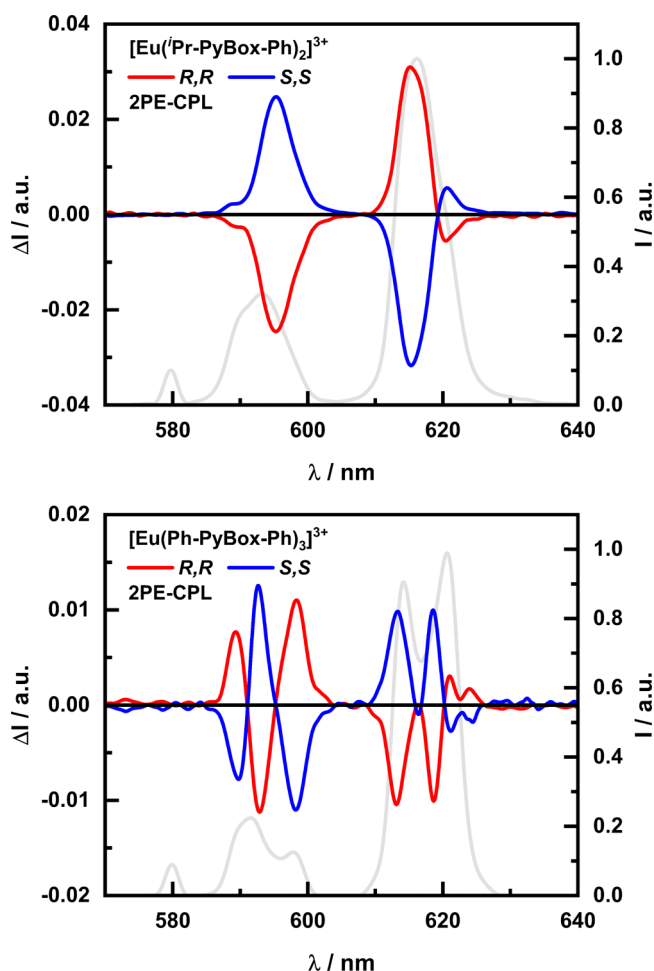 [Eu(ⁱPr-PyBox-Ph)₂]³⁺
R,R S,S
2PE-CPL
0.04
0.02
0.00
-0.02
-0.04
ΔI / a.u.
1.0
0.8
0.6
0.4
0.2
0.0
I / a.u.
580 600 620 640
λ / nm
[Eu(Ph-PyBox-Ph)₃]³⁺
R,R S,S
2PE-CPL
0.02
0.01
0.00
-0.01
-0.02
ΔI / a.u.
1.0
0.8
0.6
0.4
0.2
0.0
I / a.u.
580 600 620 640
λ / nm